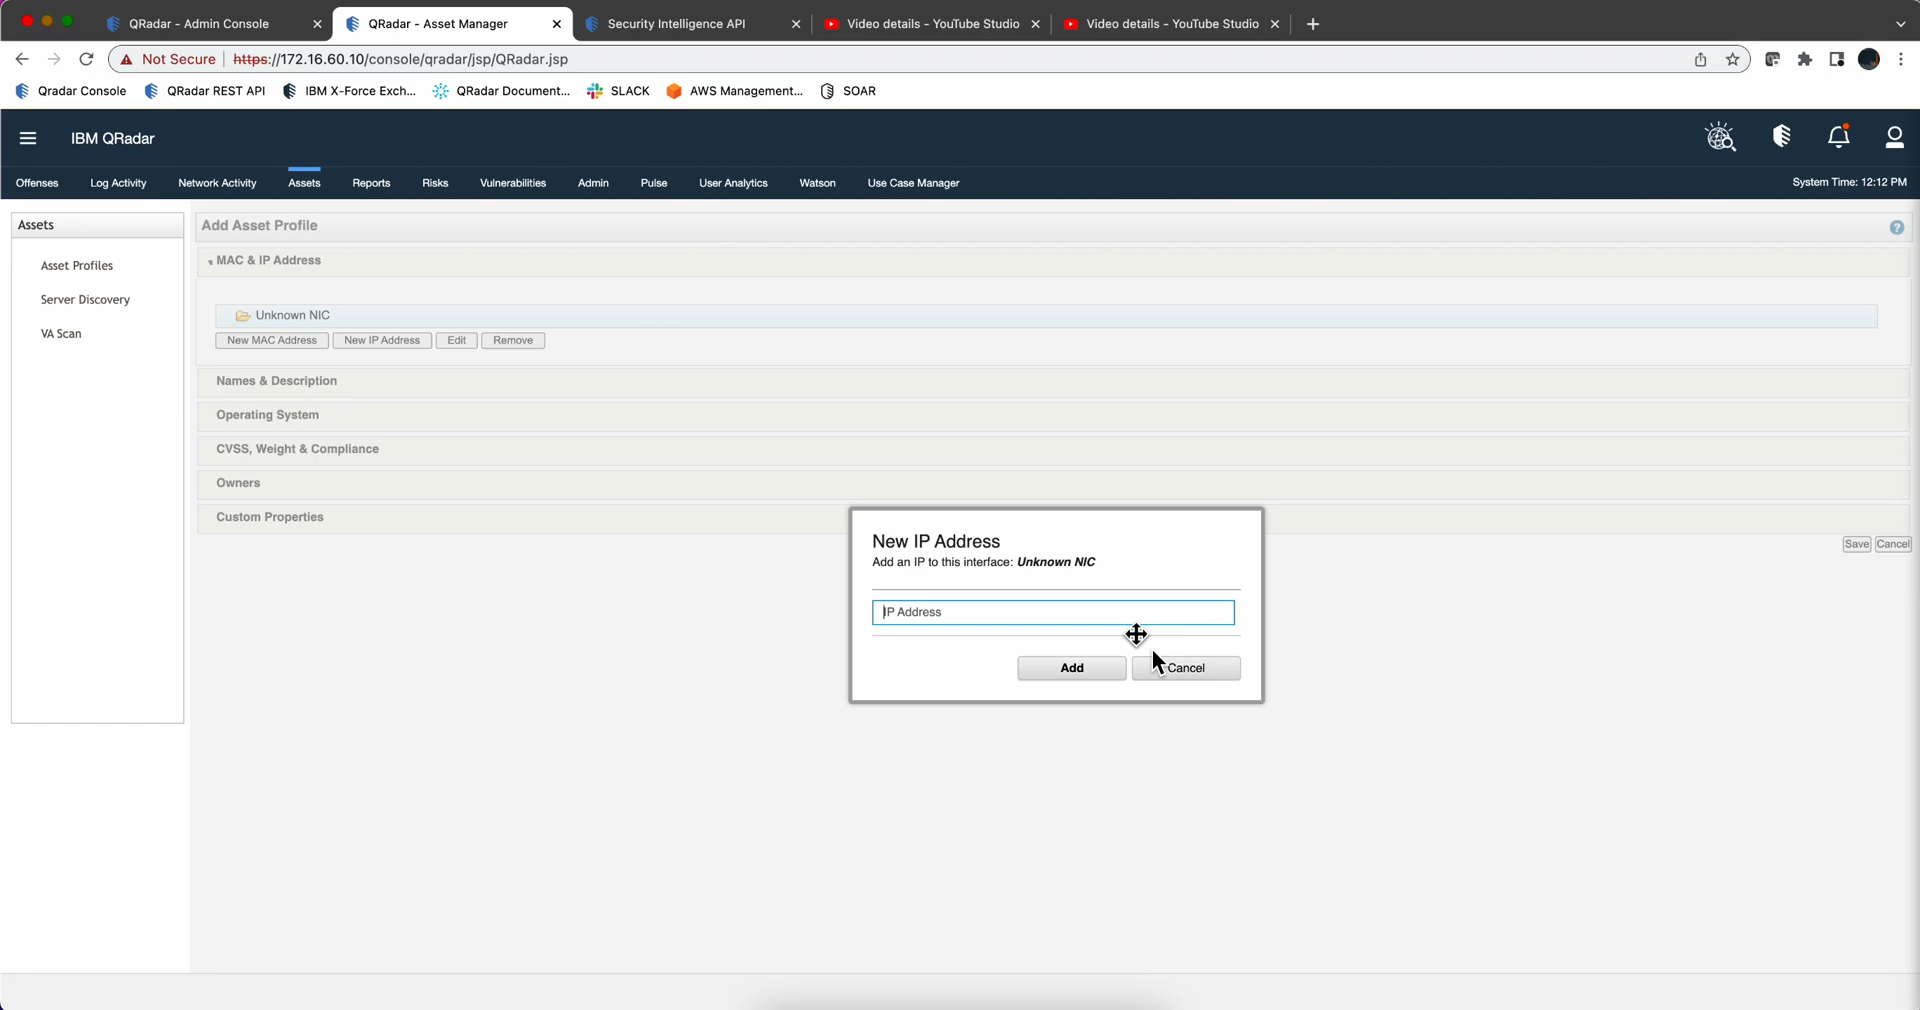 QRadar - Admin Console
QRadar - Asset Manager
Security Intelligence API
Video details - YouTube Studio
Video details - YouTube Studio
Not Secure
https://172.16.60.10/console/qradar/jsp/QRadar.jsp
Qradar Console
QRadar REST API
IBM X-Force Exch...
QRadar Document...
SLACK
AWS Management...
SOAR
IBM QRadar
Offenses
Log Activity
Network Activity
Assets
Reports
Risks
Vulnerabilities
Admin
Pulse
User Analytics
Watson
Use Case Manager
System Time: 12:12 PM
Assets
Asset Profiles
Server Discovery
VA Scan
Add Asset Profile
MAC & IP Address
Unknown NIC
New MAC Address
New IP Address
Edit
Remove
Names & Description
Operating System
CVSS, Weight & Compliance
Owners
Custom Properties
Save
Cancel
New IP Address
Add an IP to this interface: Unknown NIC
IP Address
Add
Cancel